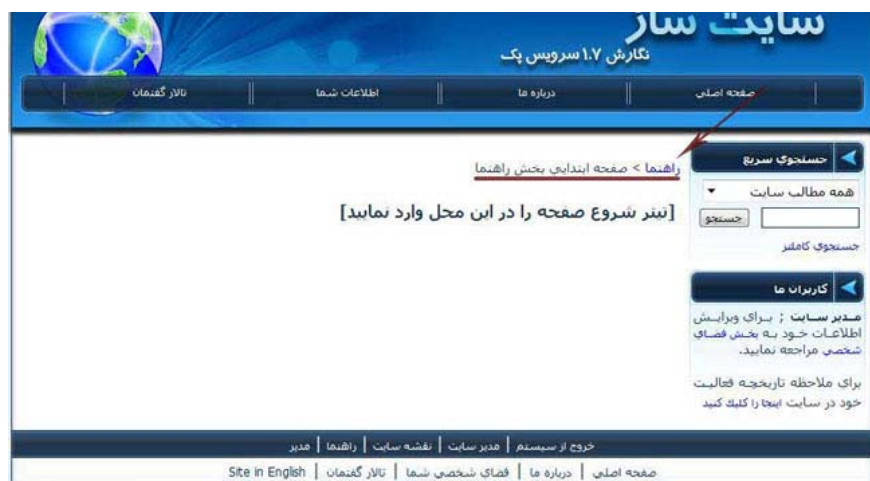 سایت ساز
نگارش ۱.۷ سرویس پک
صفحه اصلی
درباره ما
اطلاعات شما
تالار گفتمان
جستجوی سریع
همه مطالب سایت
جستجو
جستجوی کاملتر
راهنما > صفحه ابتدایی بخش راهنما
[تیتر شروع صفحه را در این محل وارد نمایید]
کاربران ما
مدیر سایت ; برای ویرایش
اطلاعات خود به بخش فضای
شخصی مراجعه نمایید.
برای ملاحظه تاریخچه فعالیت
خود در سایت اینجا را کلیک کنید
خروج از سیستم | مدیر سایت | نقشه سایت | راهنما | مدیر
صفحه اصلی | درباره ما | فضای شخصی شما | تالار گفتمان | Site in English